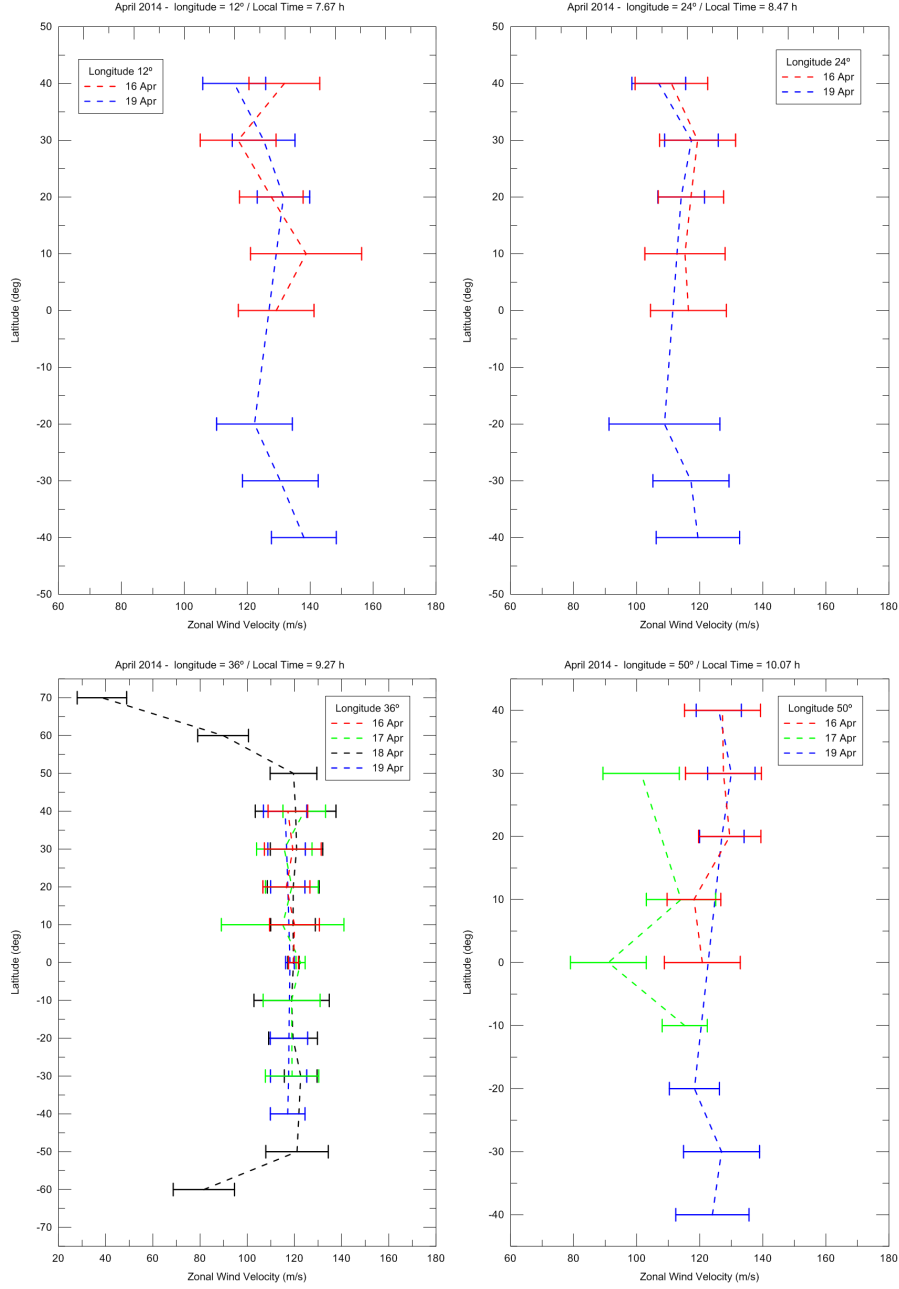 April 2014 - longitude = 12º / Local Time = 7.67 h
Longitude 12º
16 Apr
19 Apr
50
40
30
20
10
0
-10
-20
-30
-40
-50
Latitude (deg)
60 80 100 120 140 160 180
Zonal Wind Velocity (m/s)
April 2014 - longitude = 24º / Local Time = 8.47 h
Longitude 24º
16 Apr
19 Apr
50
40
30
20
10
0
-10
-20
-30
-40
-50
Latitude (deg)
60 80 100 120 140 160 180
Zonal Wind Velocity (m/s)
April 2014 - longitude = 36º / Local Time = 9.27 h
Longitude 36º
16 Apr
17 Apr
18 Apr
19 Apr
70
60
50
40
30
20
10
0
-10
-20
-30
-40
-50
-60
-70
Latitude (deg)
20 40 60 80 100 120 140 160 180
Zonal Wind Velocity (m/s)
April 2014 - longitude = 50º / Local Time = 10.07 h
Longitude 50º
16 Apr
17 Apr
19 Apr
40
30
20
10
0
-10
-20
-30
-40
Latitude (deg)
60 80 100 120 140 160 180
Zonal Wind Velocity (m/s)